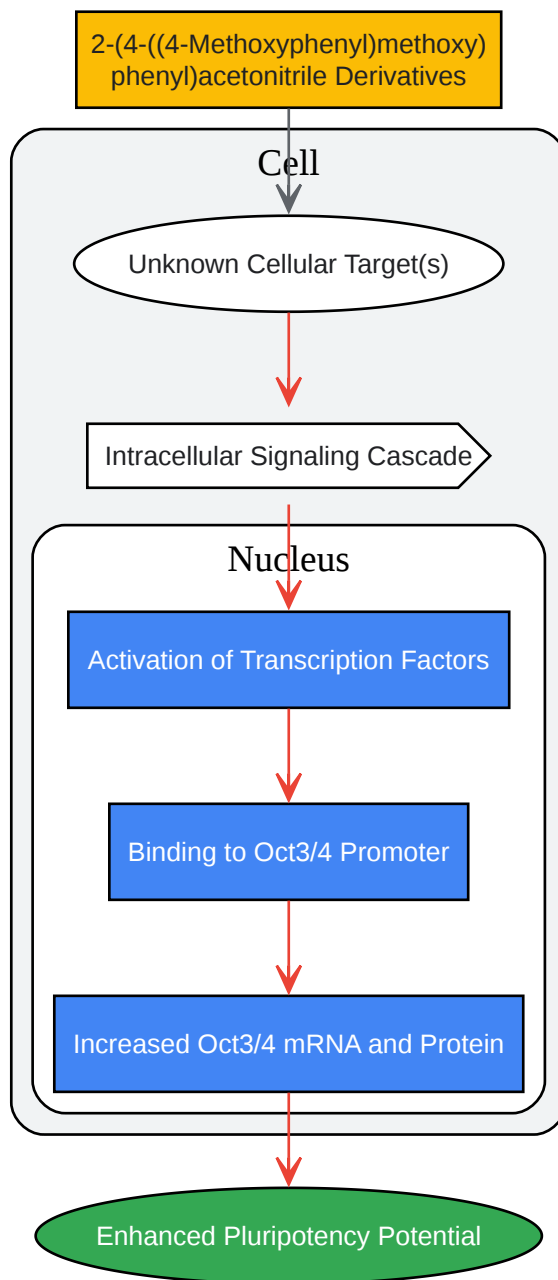 2-(4-((4-Methoxyphenyl)methoxy)
phenyl)acetonitrile Derivatives
Cell
Unknown Cellular Target(s)
Intracellular Signaling Cascade
Nucleus
Activation of Transcription Factors
Binding to Oct3/4 Promoter
Increased Oct3/4 mRNA and Protein
Enhanced Pluripotency Potential